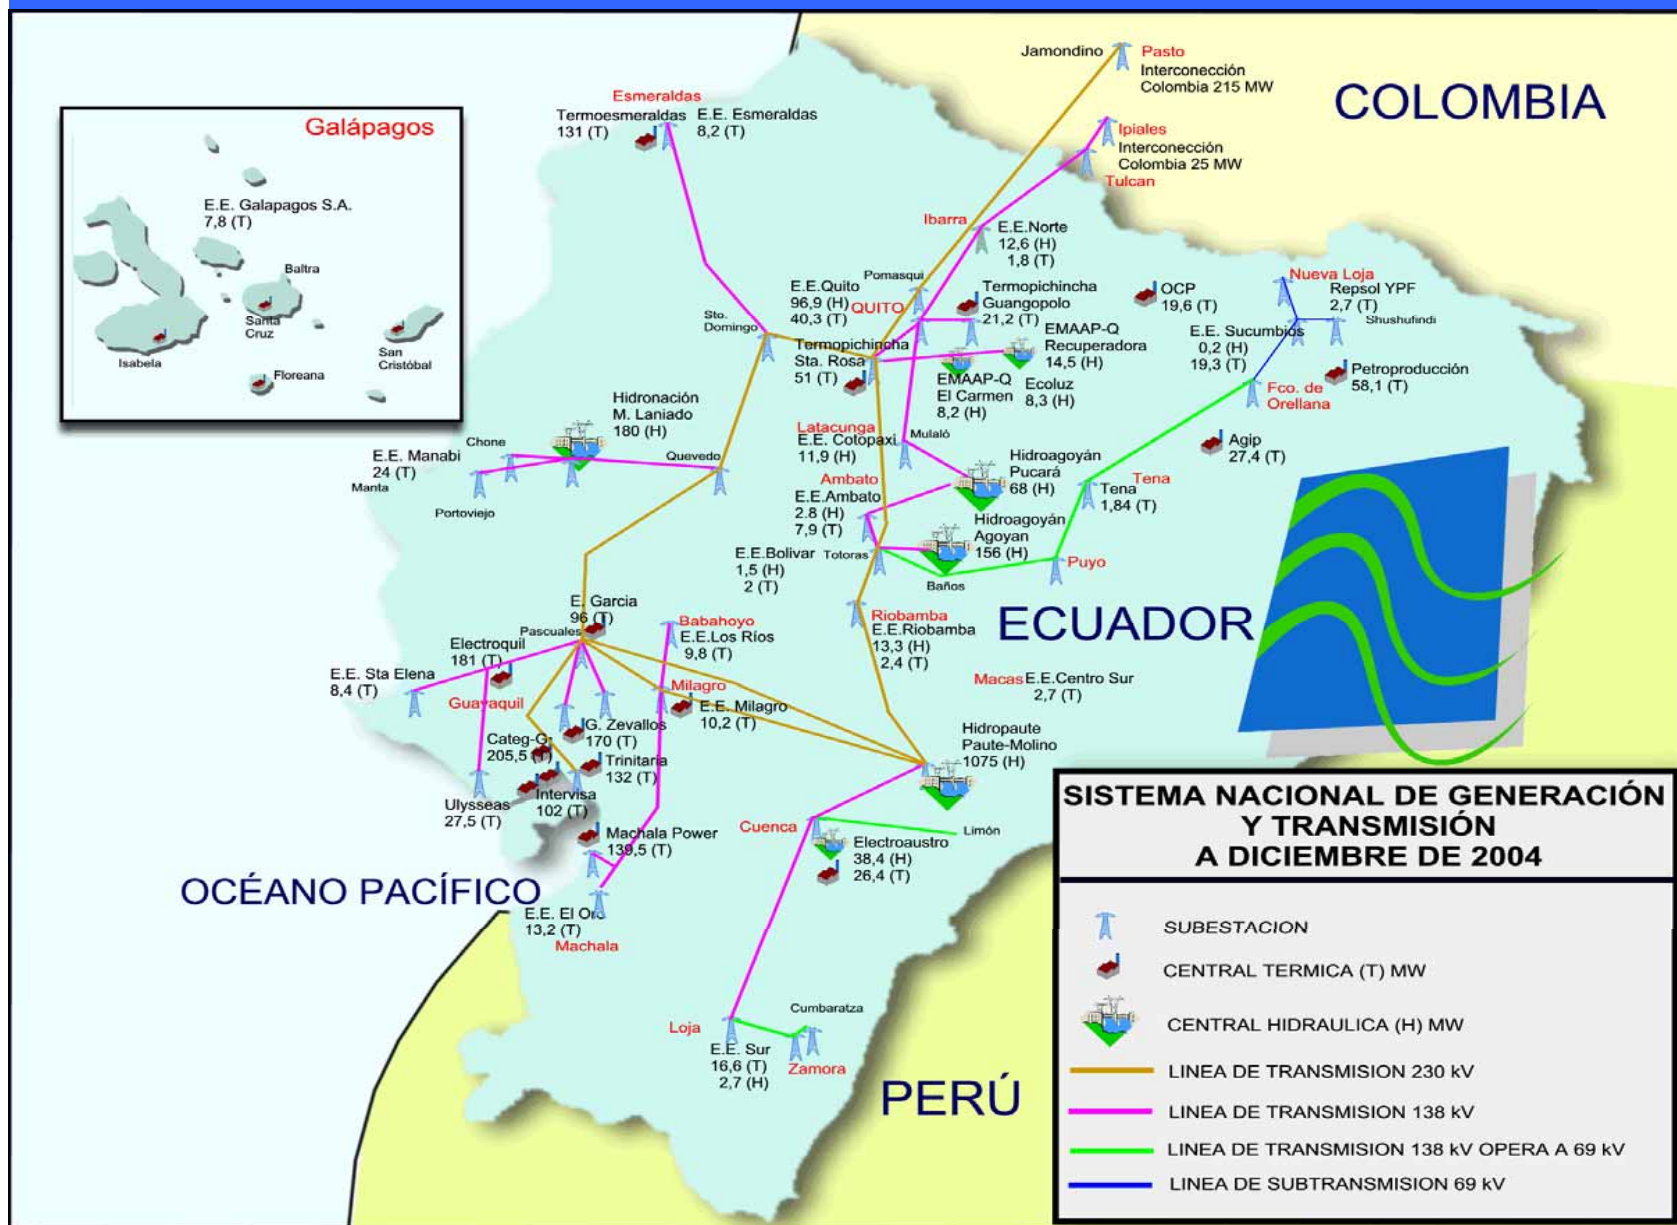 Galápagos
E.E. Galapagos S.A.
7,8 (T)
Baltra
Santa
Cruz
Isabela
San
Cristóbal
Floreana
COLOMBIA
Jamondino
Pasto
Interconección
Colombia 215 MW
Ipiales
Interconección
Colombia 25 MW
Tulcan
Esmeraldas
Termoesmeraldas
131 (T)
E.E. Esmeraldas
8,2 (T)
Ibarra
E.E.Norte
12,6 (H)
1,8 (T)
Pomasqui
E.E.Quito
96,9 (H)
40,3 (T)
QUITO
Termopichincha
Guangopolo
21,2 (T)
OCP
19,6 (T)
Nueva Loja
Repsol YPF
2,7 (T)
Shushufindi
E.E. Sucumbios
0,2 (H)
19,3 (T)
Petroproducción
58,1 (T)
Fco. de
Orellana
Agip
27,4 (T)
Sto.
Domingo
Termopichincha
Sta. Rosa
51 (T)
EMAAP-Q
Recuperadora
14,5 (H)
EMAAP-Q
El Carmen
8,2 (H)
Ecoluz
8,3 (H)
Hidronación
M. Laniado
180 (H)
Chone
E.E. Manabi
24 (T)
Manta
Portoviejo
Quevedo
Latacunga
E.E. Cotopaxi
11,9 (H)
Mulaló
Hidroagoyán
Pucará
68 (H)
Ambato
E.E.Ambato
2.8 (H)
7,9 (T)
Hidroagoyán
Agoyan
156 (H)
Tena
Tena
1,84 (T)
E.E.Bolivar
1,5 (H)
2 (T)
Totoras
Baños
Puyo
ECUADOR
E. Garcia
96 (T)
Pascuales
Babahoyo
E.E.Los Ríos
9,8 (T)
Riobamba
E.E.Riobamba
13,3 (H)
2,4 (T)
Electroquil
181 (T)
E.E. Sta Elena
8,4 (T)
Guayaquil
Milagro
E.E. Milagro
10,2 (T)
Macas
E.E.Centro Sur
2,7 (T)
G. Zevallos
170 (T)
Categ-G
205,5 (T)
Trinitaria
132 (T)
Hidropaute
Paute-Molino
1075 (H)
Ulysseas
27,5 (T)
Intervisa
102 (T)
Machala Power
139,5 (T)
Cuenca
Limón
Electroaustro
38,4 (H)
26,4 (T)
OCÉANO PACÍFICO
E.E. El Oro
13,2 (T)
Machala
Loja
Cumbaratza
E.E. Sur
16,6 (T)
2,7 (H)
Zamora
PERÚ
SISTEMA NACIONAL DE GENERACIÓN
Y TRANSMISIÓN
A DICIEMBRE DE 2004
SUBESTACION
CENTRAL TERMICA (T) MW
CENTRAL HIDRAULICA (H) MW
LINEA DE TRANSMISION 230 kV
LINEA DE TRANSMISION 138 kV
LINEA DE TRANSMISION 138 kV OPERA A 69 kV
LINEA DE SUBTRANSMISION 69 kV